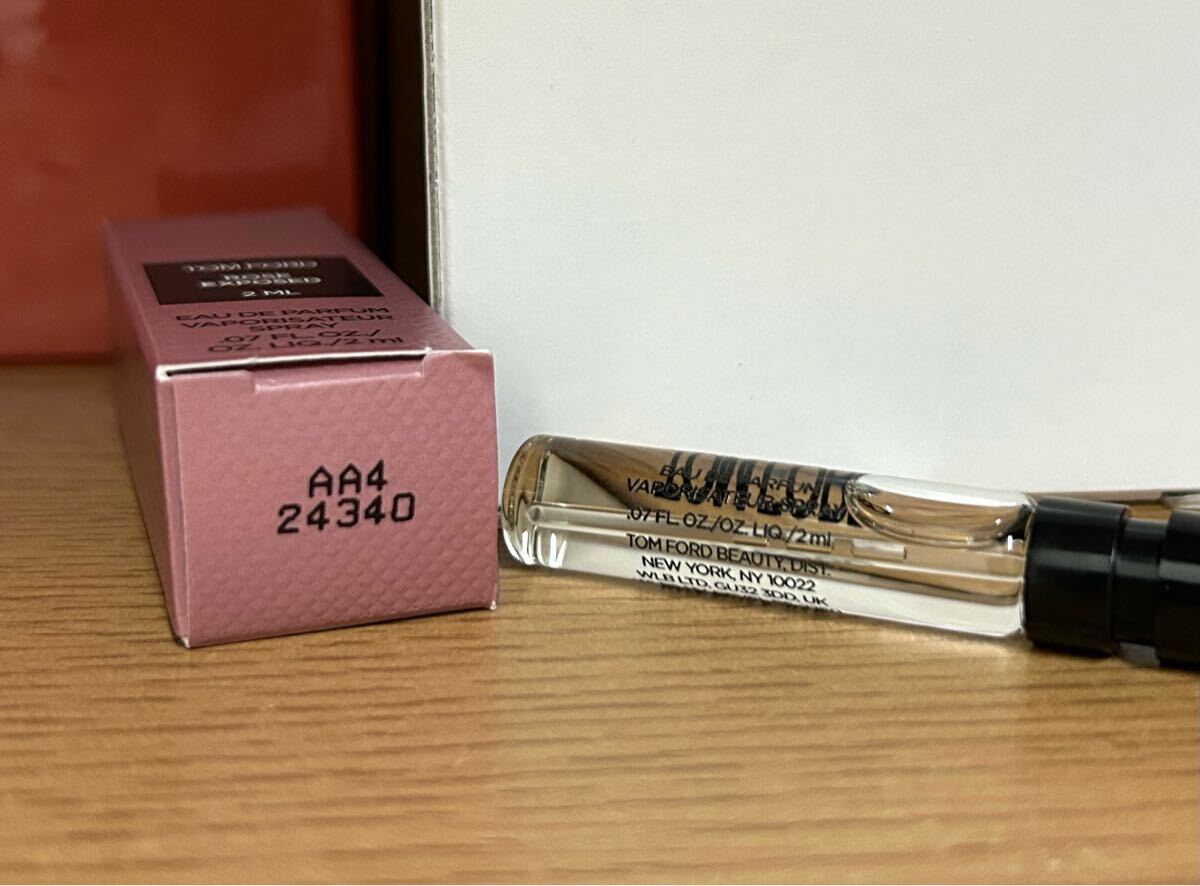 TOM FORD
ROSE
EXPOSED
2 ML
EAU DE PARFUM
VAPORISATEUR
SPRAY
.07 FL.OZ./
OZ. LIQ./2 ml
AA4
24340
EAU DE PARFUM
VAPORISATEUR SPRAY
.07 FL OZ./OZ. LIQ./2 ml
TOM FORD BEAUTY, DIST.
NEW YORK, NY 10022
WLB LTD, GU32 3DD, UK